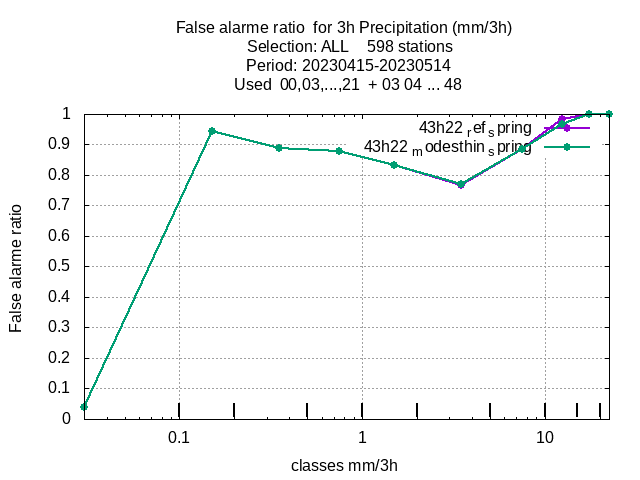 False alarme ratio  for 3h Precipitation (mm/3h)
Selection: ALL    598 stations
Period: 20230415-20230514
Used  00,03,...,21  + 03 04 ... 48
1
43h22 ref spring
0.9
43h22 modesthin spring
0.8
0.7
0.6
0.5
0.4
0.3
0.2
0.1
0
False alarme ratio
0.1 1 10
classes mm/3h